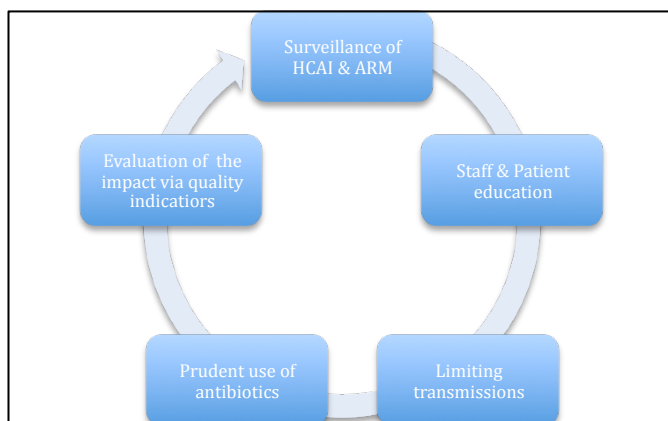 Surveillance of
HCAI & ARM
Staff & Patient
education
Limiting
transmissions
Prudent use of
antibiotics
Evaluation of the
impact via quality
indicatiors